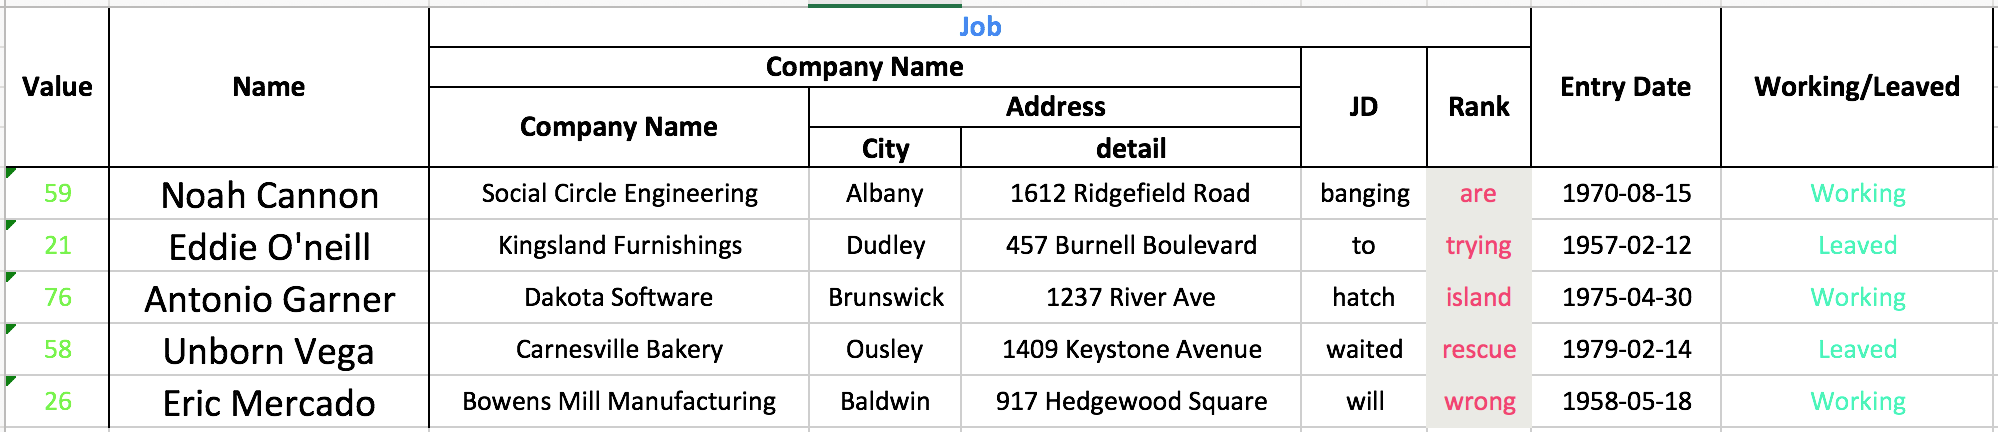 Job
Value Name Company Name JD Rank Entry Date Working/Leaved
Company Name Address
City detail
59 Noah Cannon Social Circle Engineering Albany 1612 Ridgefield Road banging are 1970-08-15 Working
21 Eddie O'neill Kingsland Furnishings Dudley 457 Burnell Boulevard to trying 1957-02-12 Leaved
76 Antonio Garner Dakota Software Brunswick 1237 River Ave hatch island 1975-04-30 Working
58 Unborn Vega Carnesville Bakery Ousley 1409 Keystone Avenue waited rescue 1979-02-14 Leaved
26 Eric Mercado Bowens Mill Manufacturing Baldwin 917 Hedgewood Square will wrong 1958-05-18 Working